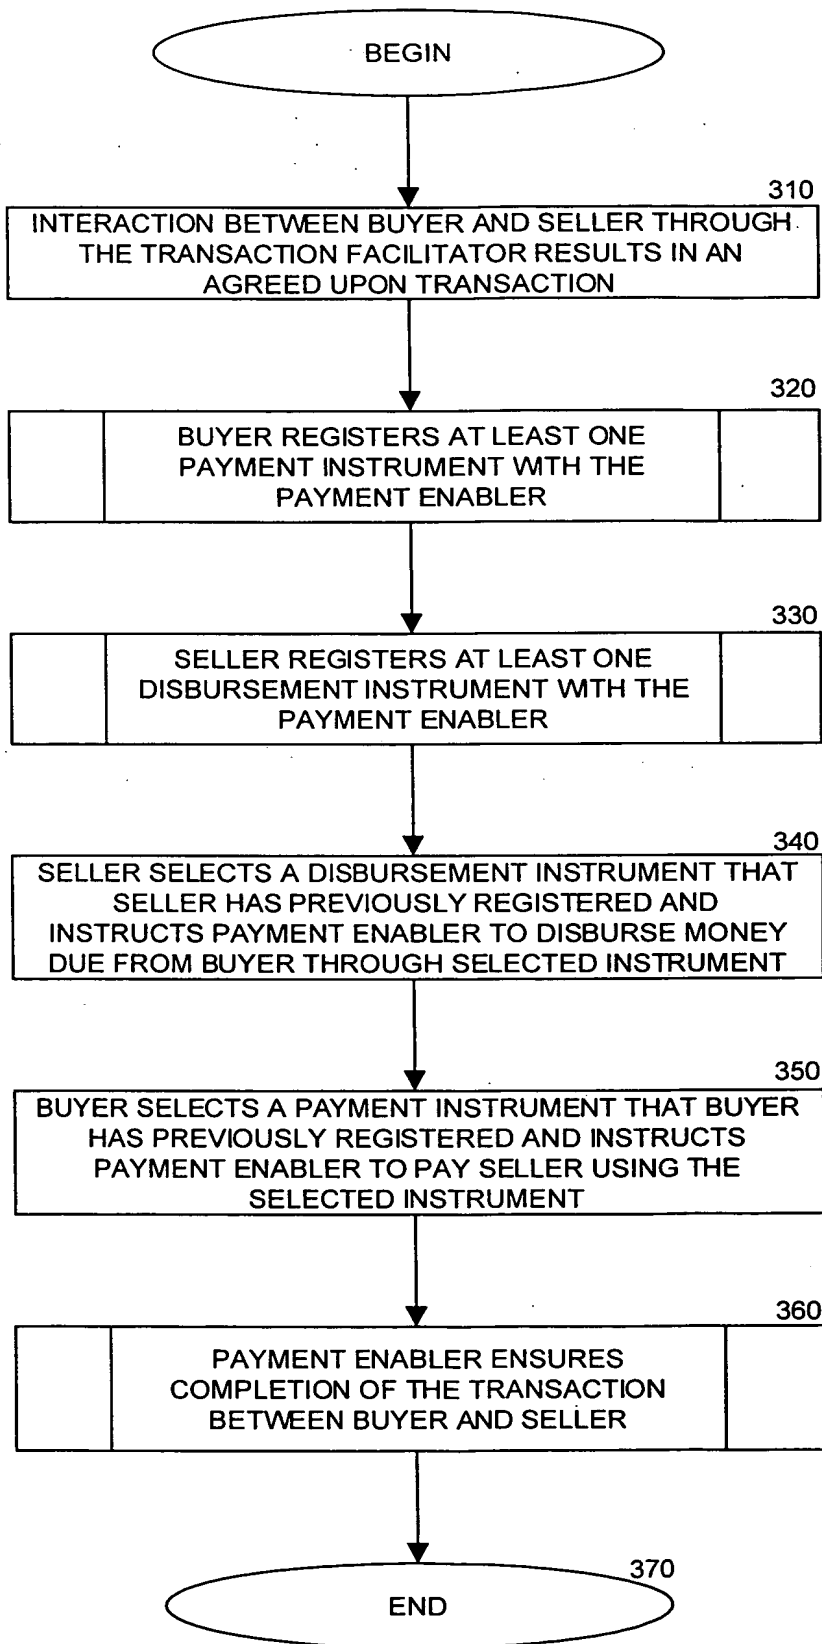 BEGIN
310
INTERACTION BETWEEN BUYER AND SELLER THROUGH
THE TRANSACTION FACILITATOR RESULTS IN AN
AGREED UPON TRANSACTION
320
BUYER REGISTERS AT LEAST ONE
PAYMENT INSTRUMENT WITH THE
PAYMENT ENABLER
330
SELLER REGISTERS AT LEAST ONE
DISBURSEMENT INSTRUMENT WITH THE
PAYMENT ENABLER
340
SELLER SELECTS A DISBURSEMENT INSTRUMENT THAT
SELLER HAS PREVIOUSLY REGISTERED AND
INSTRUCTS PAYMENT ENABLER TO DISBURSE MONEY
DUE FROM BUYER THROUGH SELECTED INSTRUMENT
350
BUYER SELECTS A PAYMENT INSTRUMENT THAT BUYER
HAS PREVIOUSLY REGISTERED AND INSTRUCTS
PAYMENT ENABLER TO PAY SELLER USING THE
SELECTED INSTRUMENT
360
PAYMENT ENABLER ENSURES
COMPLETION OF THE TRANSACTION
BETWEEN BUYER AND SELLER
370
END